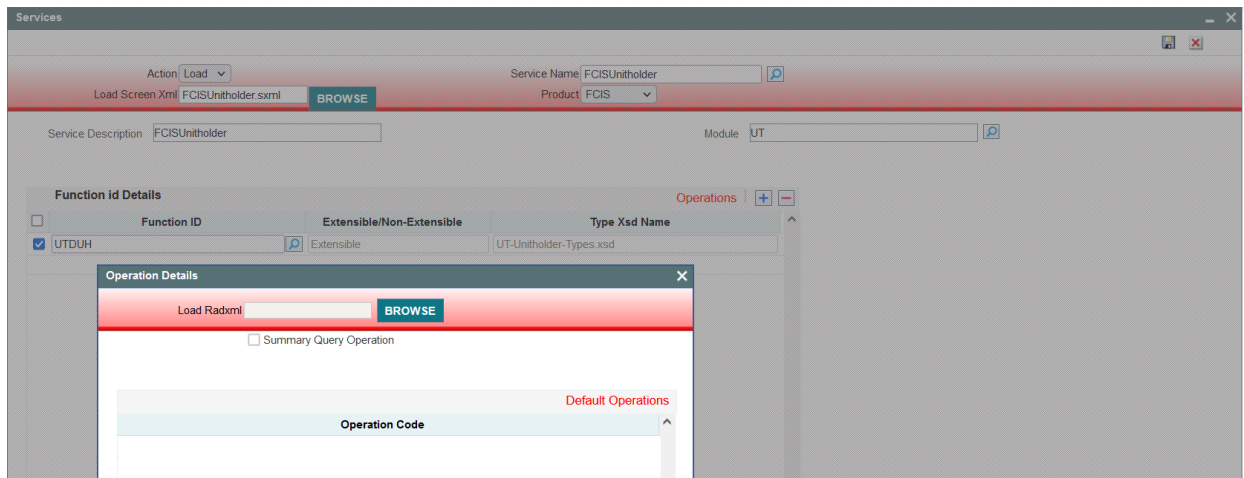 Services
Action Load Service Name FCISUnitholder
Load Screen Xml FCISUnitholder.sxml BROWSE Product FCIS
Service Description FCISUnitholder Module UT
Function id Details Operations
Function ID Extensible/Non-Extensible Type Xsd Name
UTDUH Extensible UT-Unitholder-Types.xsd
Operation Details
Load Radxml BROWSE
Summary Query Operation
Default Operations
Operation Code